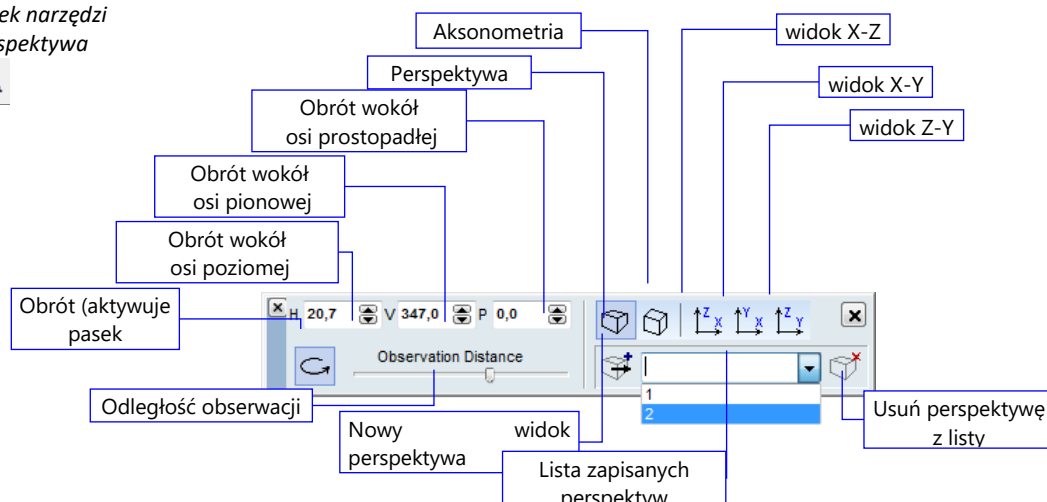 ek narzędzi
spektywa
Aksonometria
widok X-Z
Perspektywa
widok X-Y
Obrót wokół
osi prostopadłej
widok Z-Y
Obrót wokół
osi pionowej
Obrót wokół
osi poziomej
Obrót (aktywuje
pasek
H 20,7 V 347,0 P 0,0
Z X Y X Z Y
Observation Distance
1
2
Odległość obserwacji
Nowy widok
perspektywa
Usuń perspektywę
z listy
Lista zapisanych
perspektyw